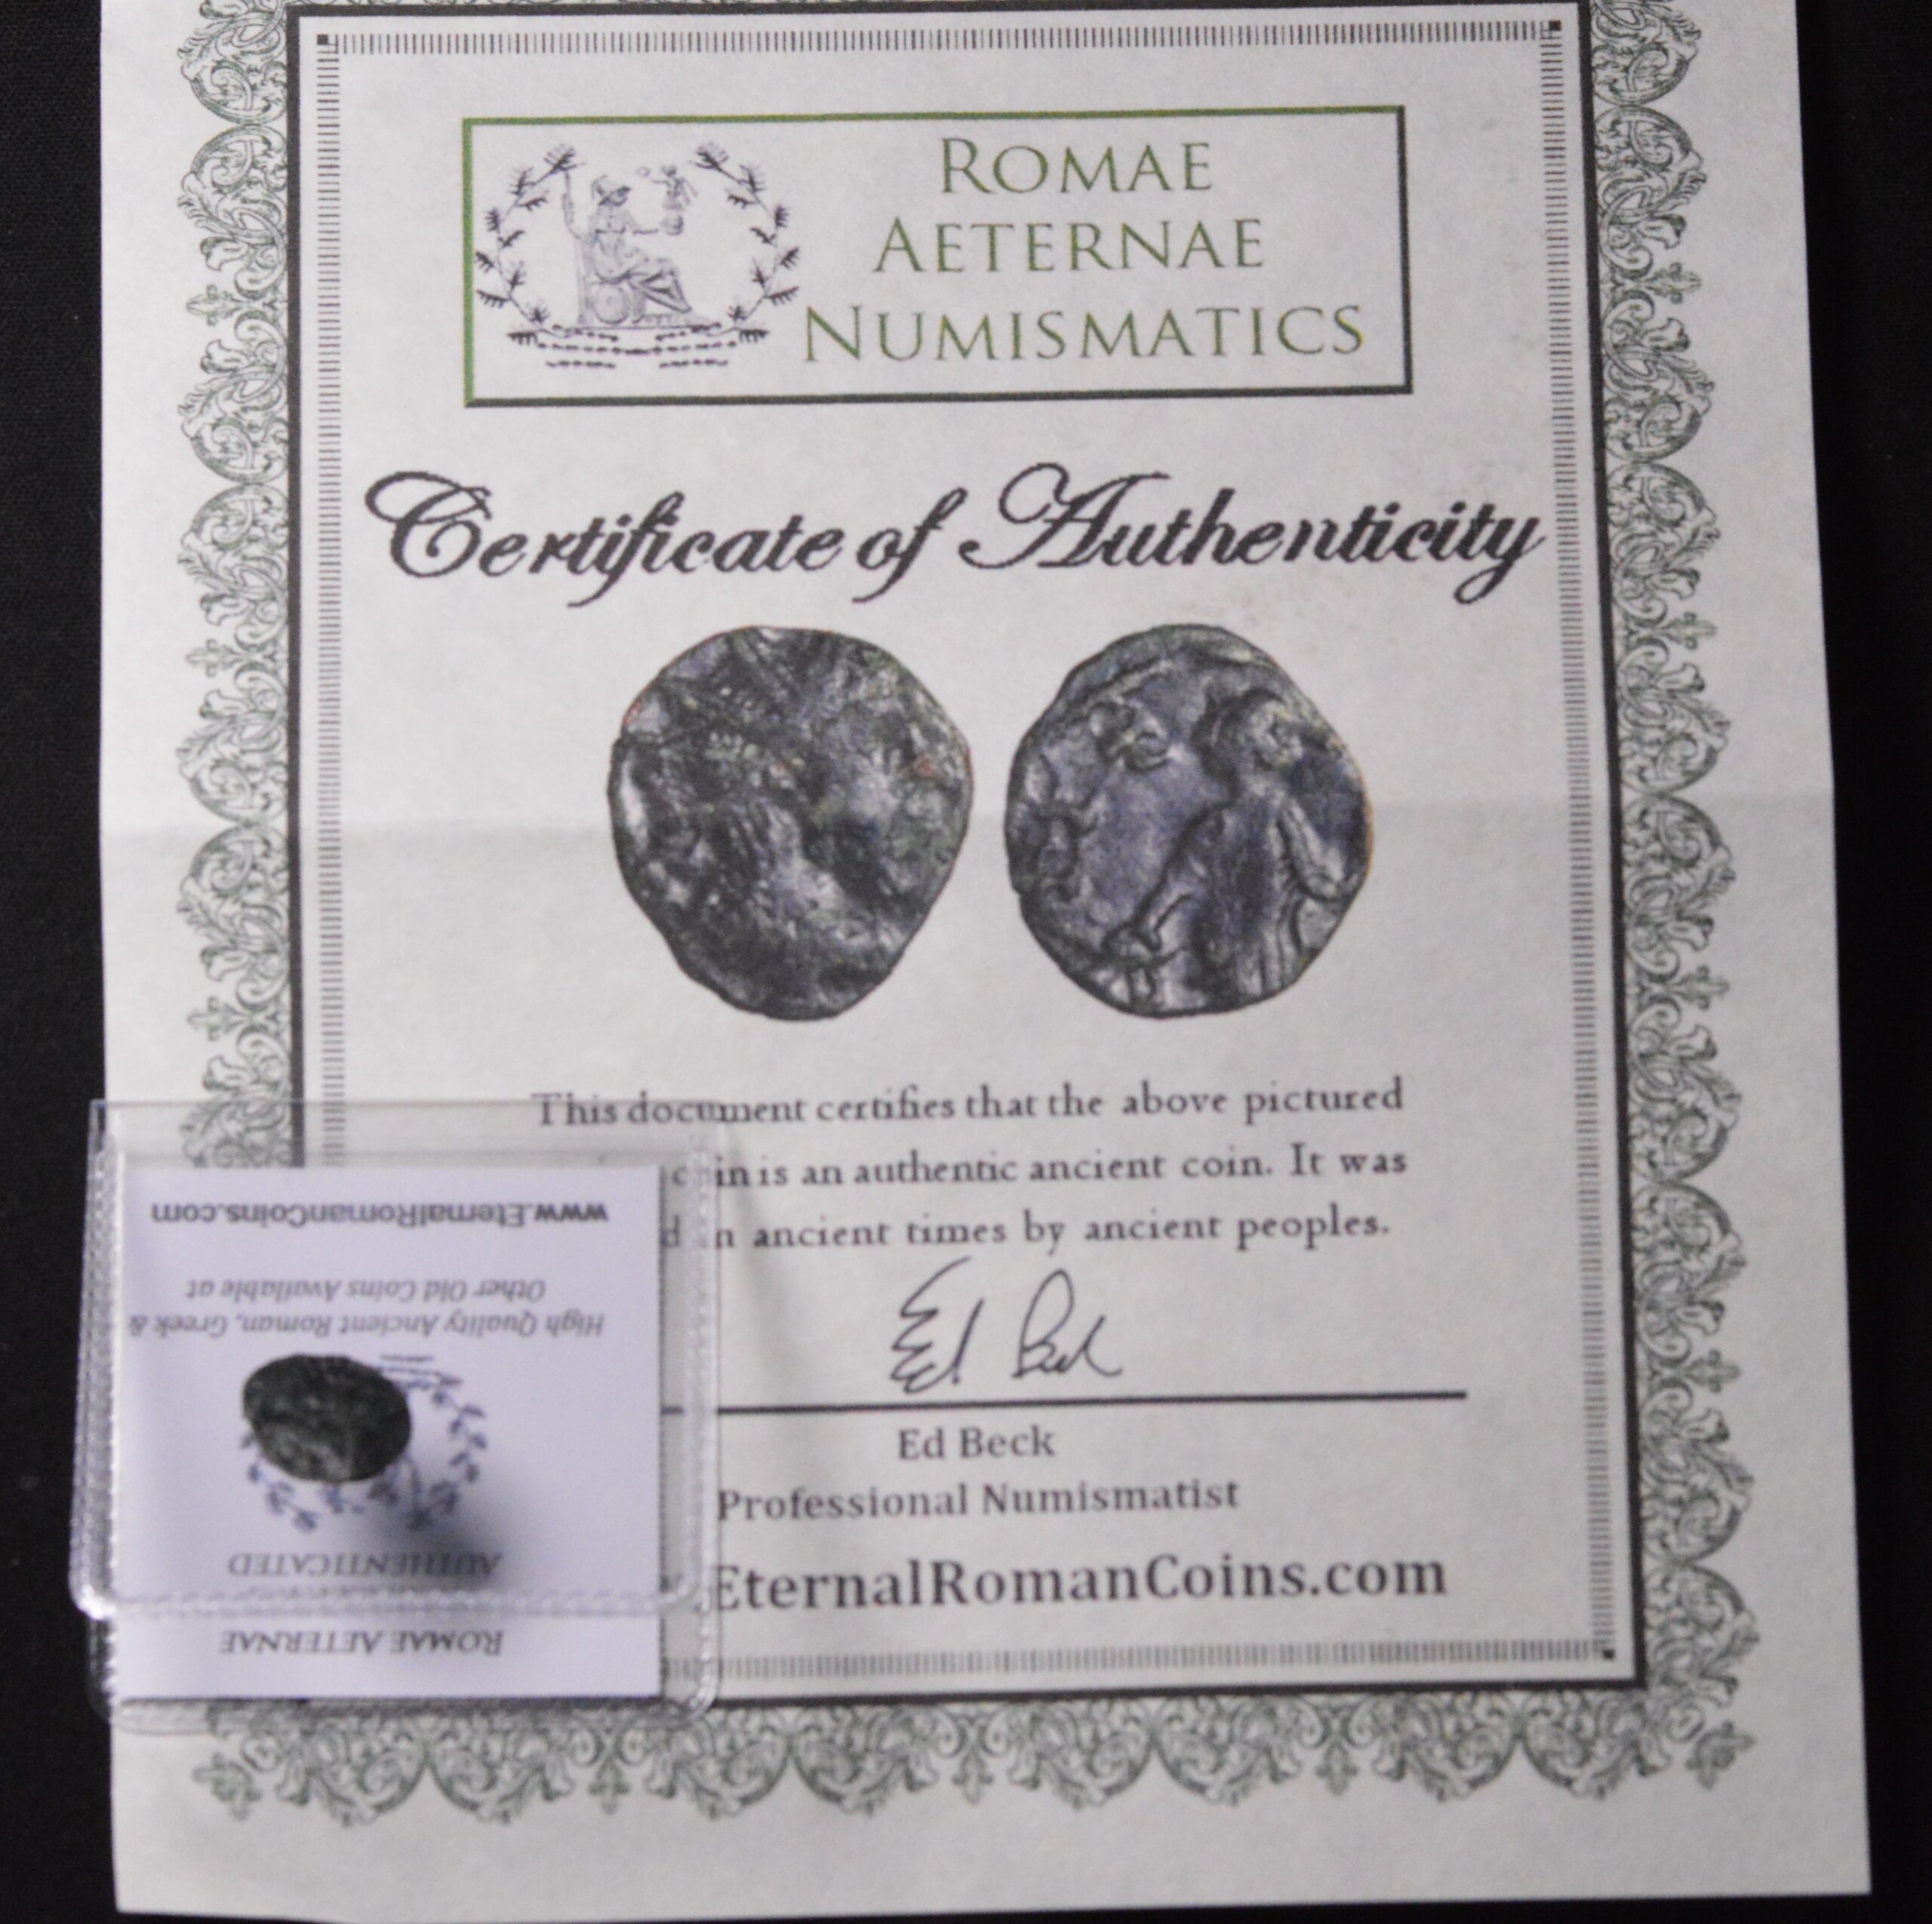 ROMAE
AETERNAE
NUMISMATICS
Certificate of Authenticity
This document certifies that the above pictured
is an authentic ancient coin. It was
ancient times by ancient peoples.
Ed Beck
Ed Beck
Professional Numismatist
EternalRomanCoins.com
www.EternalRomanCoins.com
Other Old Coins Available at
High Quality Ancient Roman, Greek &
AUTHENTICATED
ROMAE AETERNAE